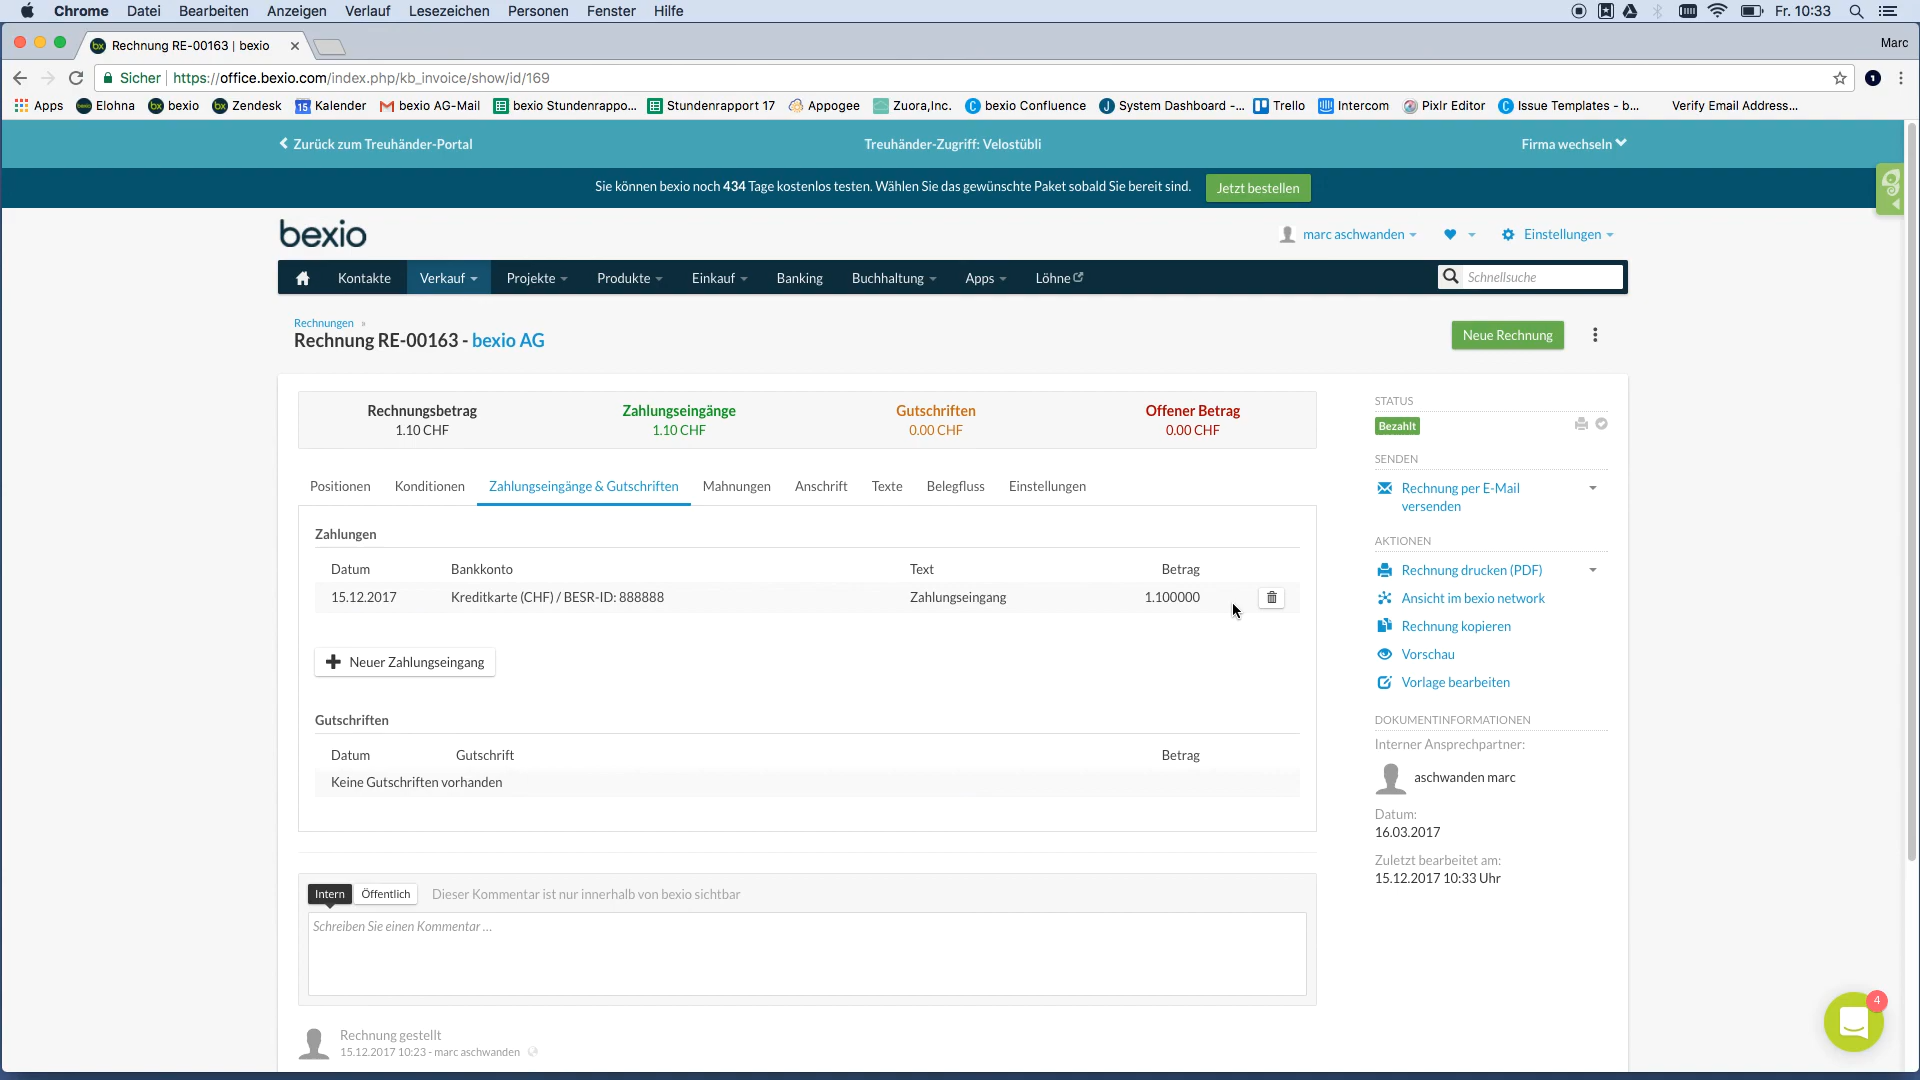 Chrome Datei Bearbeiten Anzeigen Verlauf Lesezeichen Personen Fenster Hilfe Fr. 10:33
Rechnung RE-00163 | bexio Marc
Sicher https://office.bexio.com/index.php/kb_invoice/show/id/169
Apps Elohna bexio Zendesk Kalender bexio AG-Mail bexio Stundenrappo... Stundenrapport 17 Appogee Zuora,Inc. bexio Confluence System Dashboard -... Trello Intercom Pixlr Editor Issue Templates - b... Verify Email Address...
Zurück zum Treuhänder-Portal Treuhänder-Zugriff: Velostübli Firma wechseln
Sie können bexio noch 434 Tage kostenlos testen. Wählen Sie das gewünschte Paket sobald Sie bereit sind. Jetzt bestellen
bexio marc aschwanden Einstellungen
Kontakte Verkauf Projekte Produkte Einkauf Banking Buchhaltung Apps Löhne Schnellsuche
Rechnungen »
Rechnung RE-00163 - bexio AG Neue Rechnung
Rechnungsbetrag Zahlungseingänge Gutschriften Offener Betrag
1.10 CHF 1.10 CHF 0.00 CHF 0.00 CHF
Positionen Konditionen Zahlungseingänge & Gutschriften Mahnungen Anschrift Texte Belegfluss Einstellungen
Zahlungen
Datum Bankkonto Text Betrag
15.12.2017 Kreditkarte (CHF) / BESR-ID: 888888 Zahlungseingang 1.100000
Neuer Zahlungseingang
Gutschriften
Datum Gutschrift Betrag
Keine Gutschriften vorhanden
Intern Öffentlich Dieser Kommentar ist nur innerhalb von bexio sichtbar
Schreiben Sie einen Kommentar ...
Rechnung gestellt
15.12.2017 10:23 - marc aschwanden
STATUS
Bezahlt
SENDEN
Rechnung per E-Mail
versenden
AKTIONEN
Rechnung drucken (PDF)
Ansicht im bexio network
Rechnung kopieren
Vorschau
Vorlage bearbeiten
DOKUMENTINFORMATIONEN
Interner Ansprechpartner:
aschwanden marc
Datum:
16.03.2017
Zuletzt bearbeitet am:
15.12.2017 10:33 Uhr
4